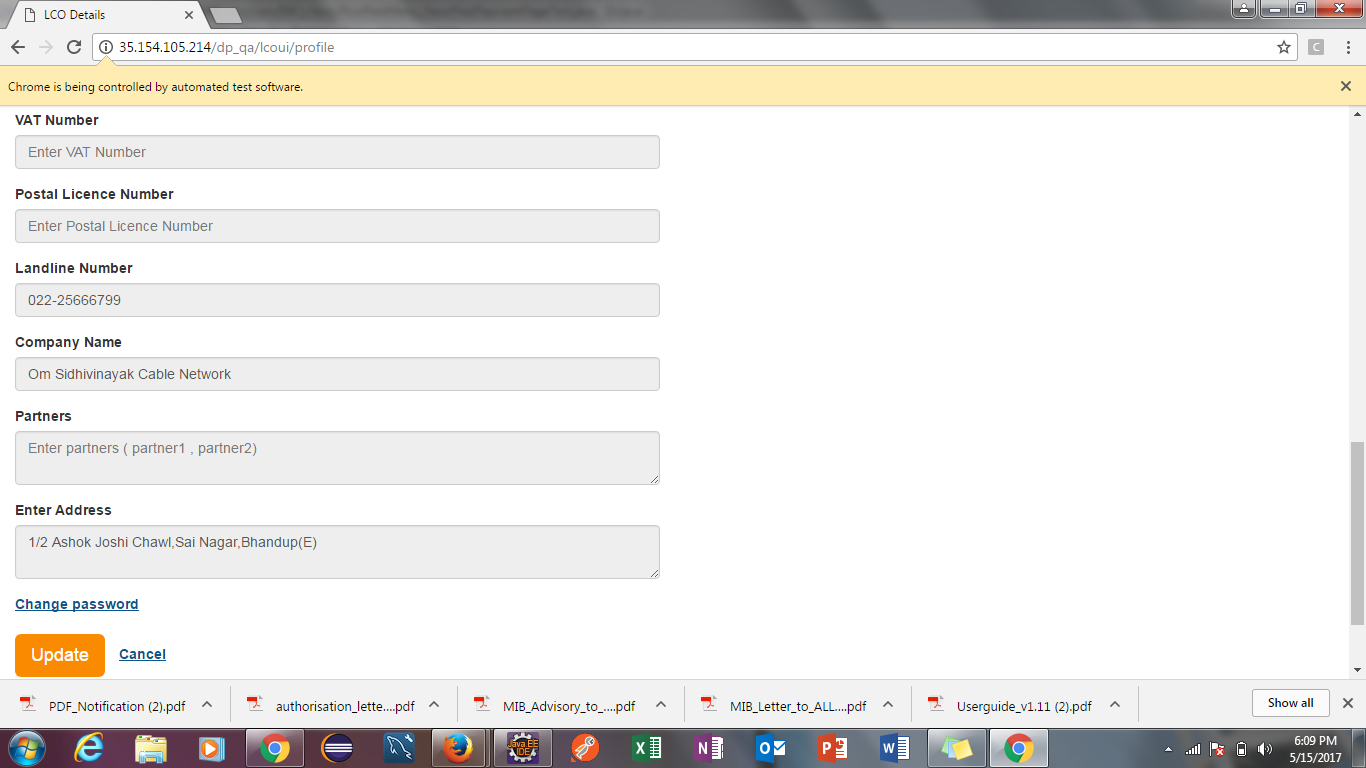 LCO Details
35.154.105.214/dp_qa/lcoui/profile
C
Chrome is being controlled by automated test software.
VAT Number
Enter VAT Number
Postal Licence Number
Enter Postal Licence Number
Landline Number
022-25666799
Company Name
Om Sidhivinayak Cable Network
Partners
Enter partners ( partner1 , partner2)
Enter Address
1/2 Ashok Joshi Chawl,Sai Nagar,Bhandup(E)
Change password
Update
Cancel
PDF_Notification (2).pdf
authorisation_lette....pdf
MIB_Advisory_to_....pdf
MIB_Letter_to_ALL....pdf
Userguide_v1.11 (2).pdf
Show all
Java EE
IDE
6:09 PM
5/15/2017